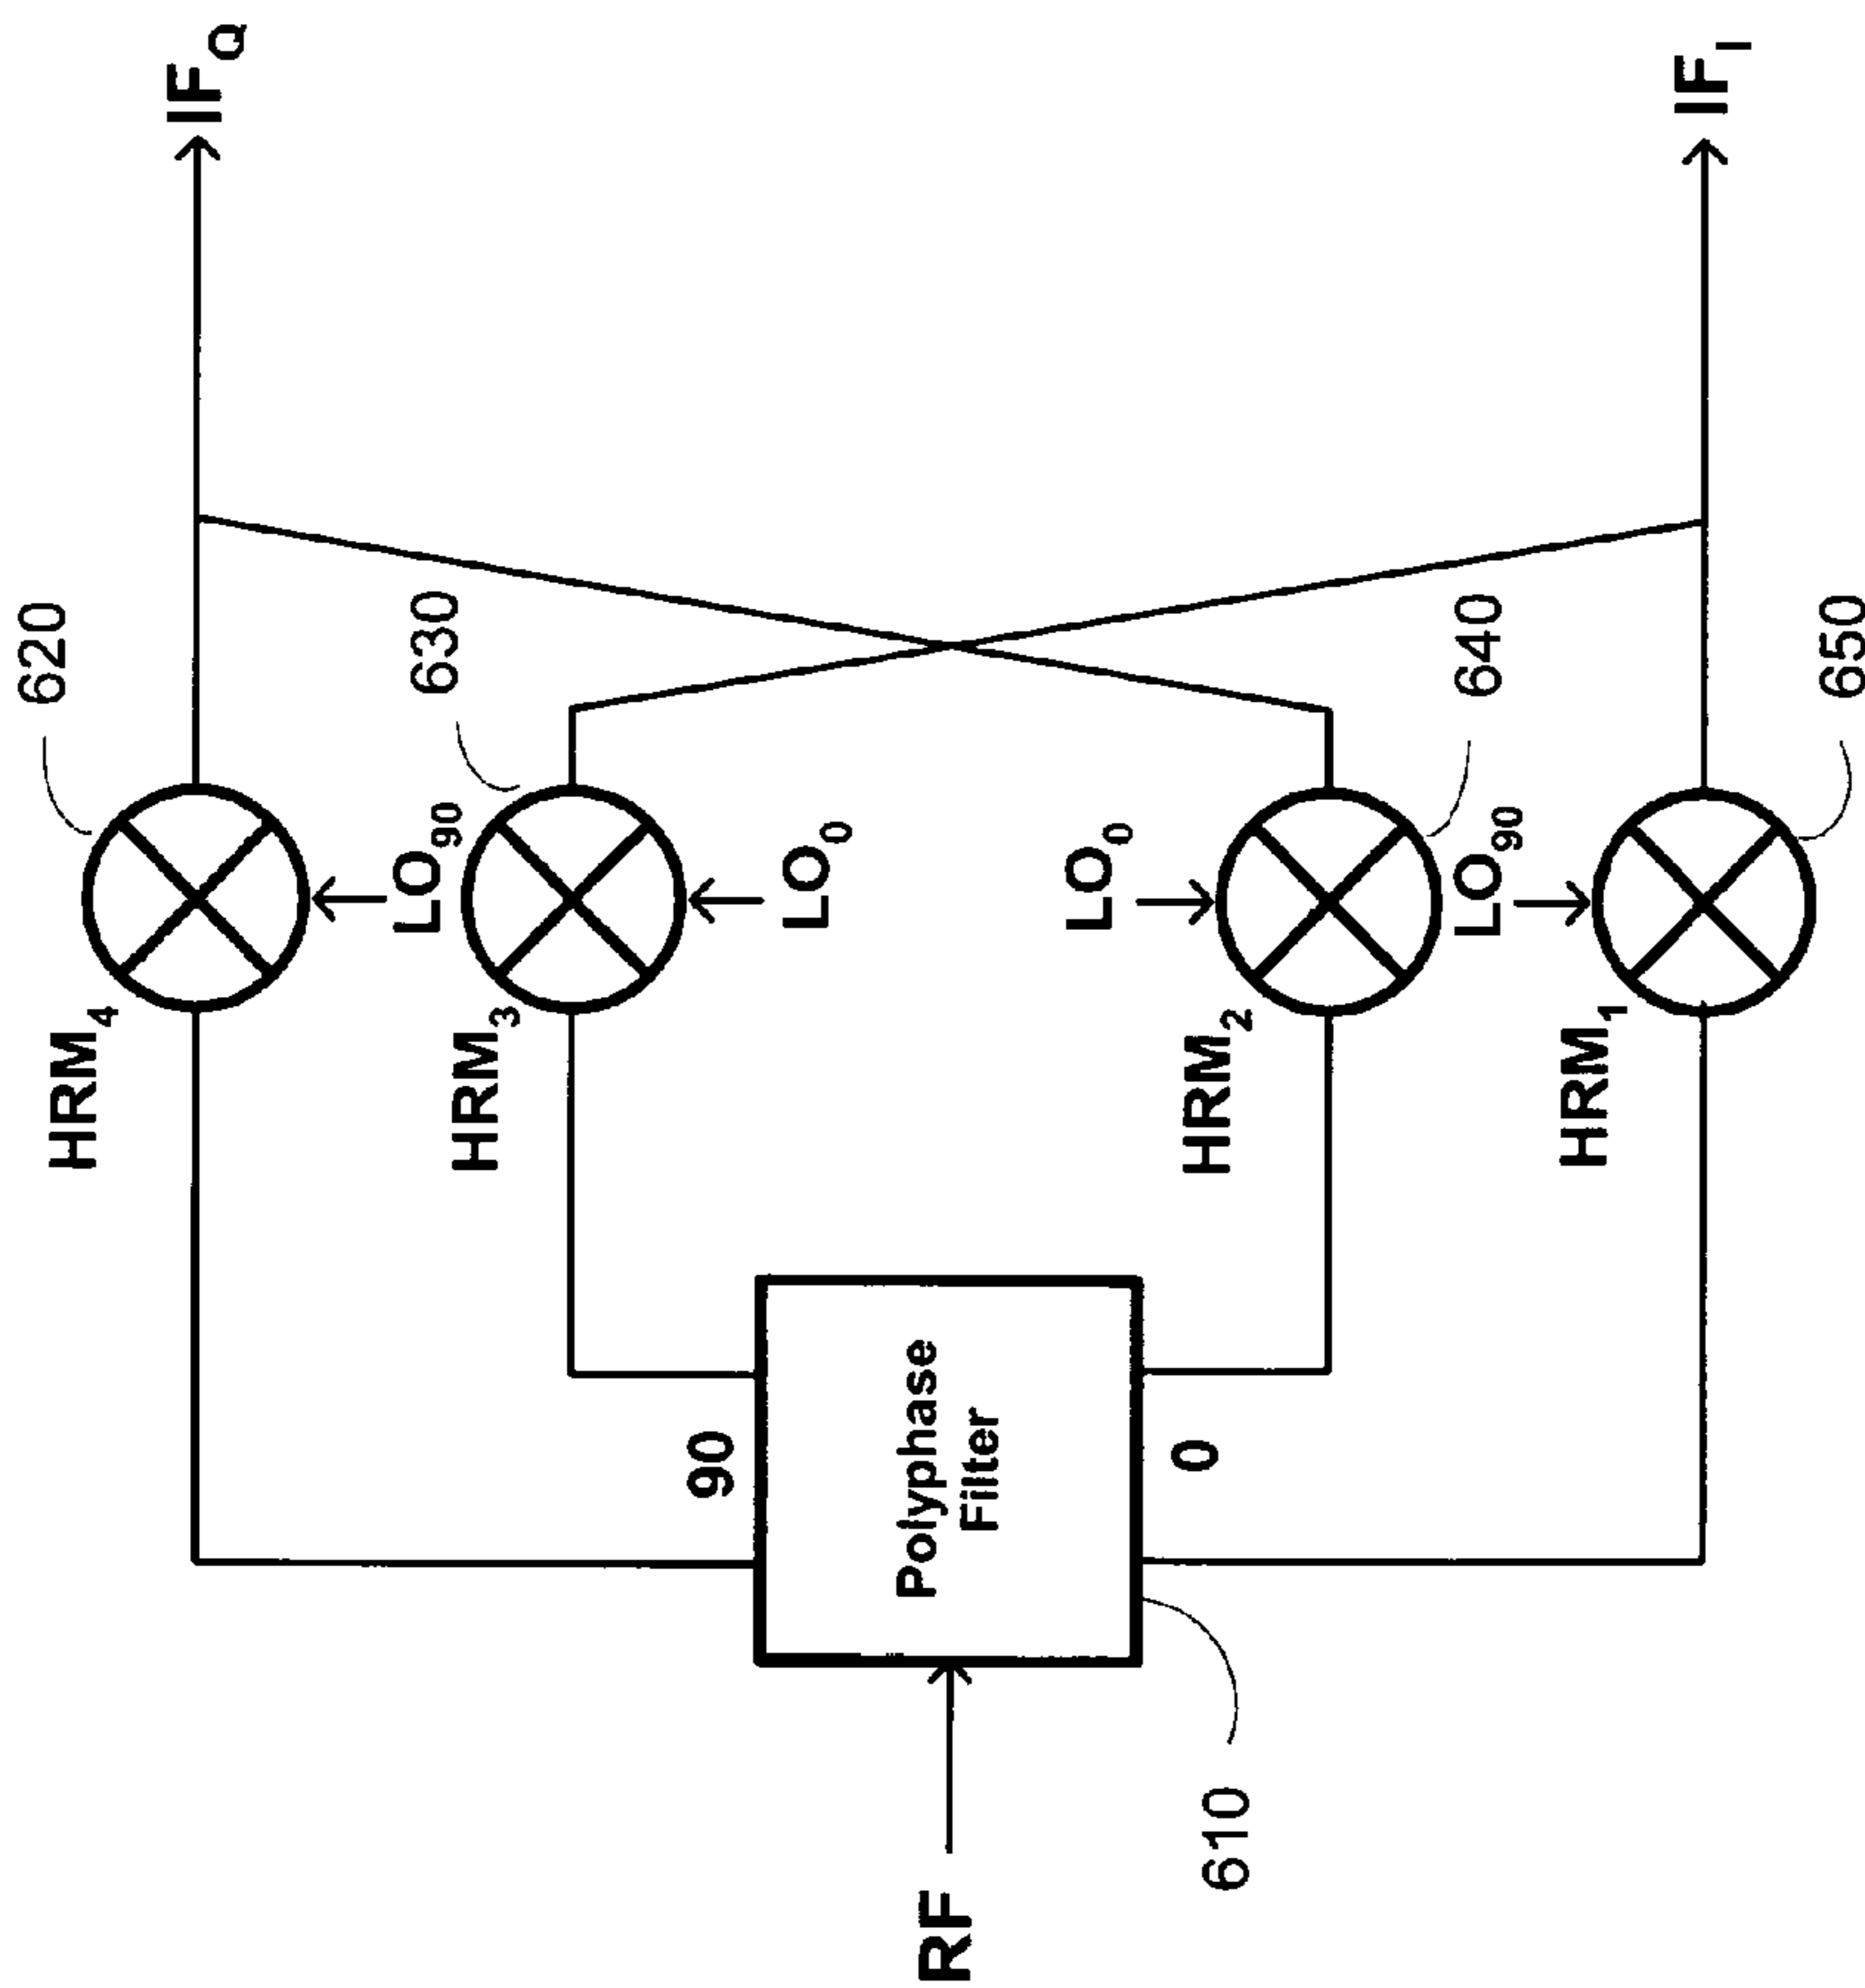 RF
610
Polyphase
Filter
90
0
HRM4
HRM3
HRM2
HRM1
LO90
LO0
LO0
LO90
620
630
640
650
IFQ
IFI